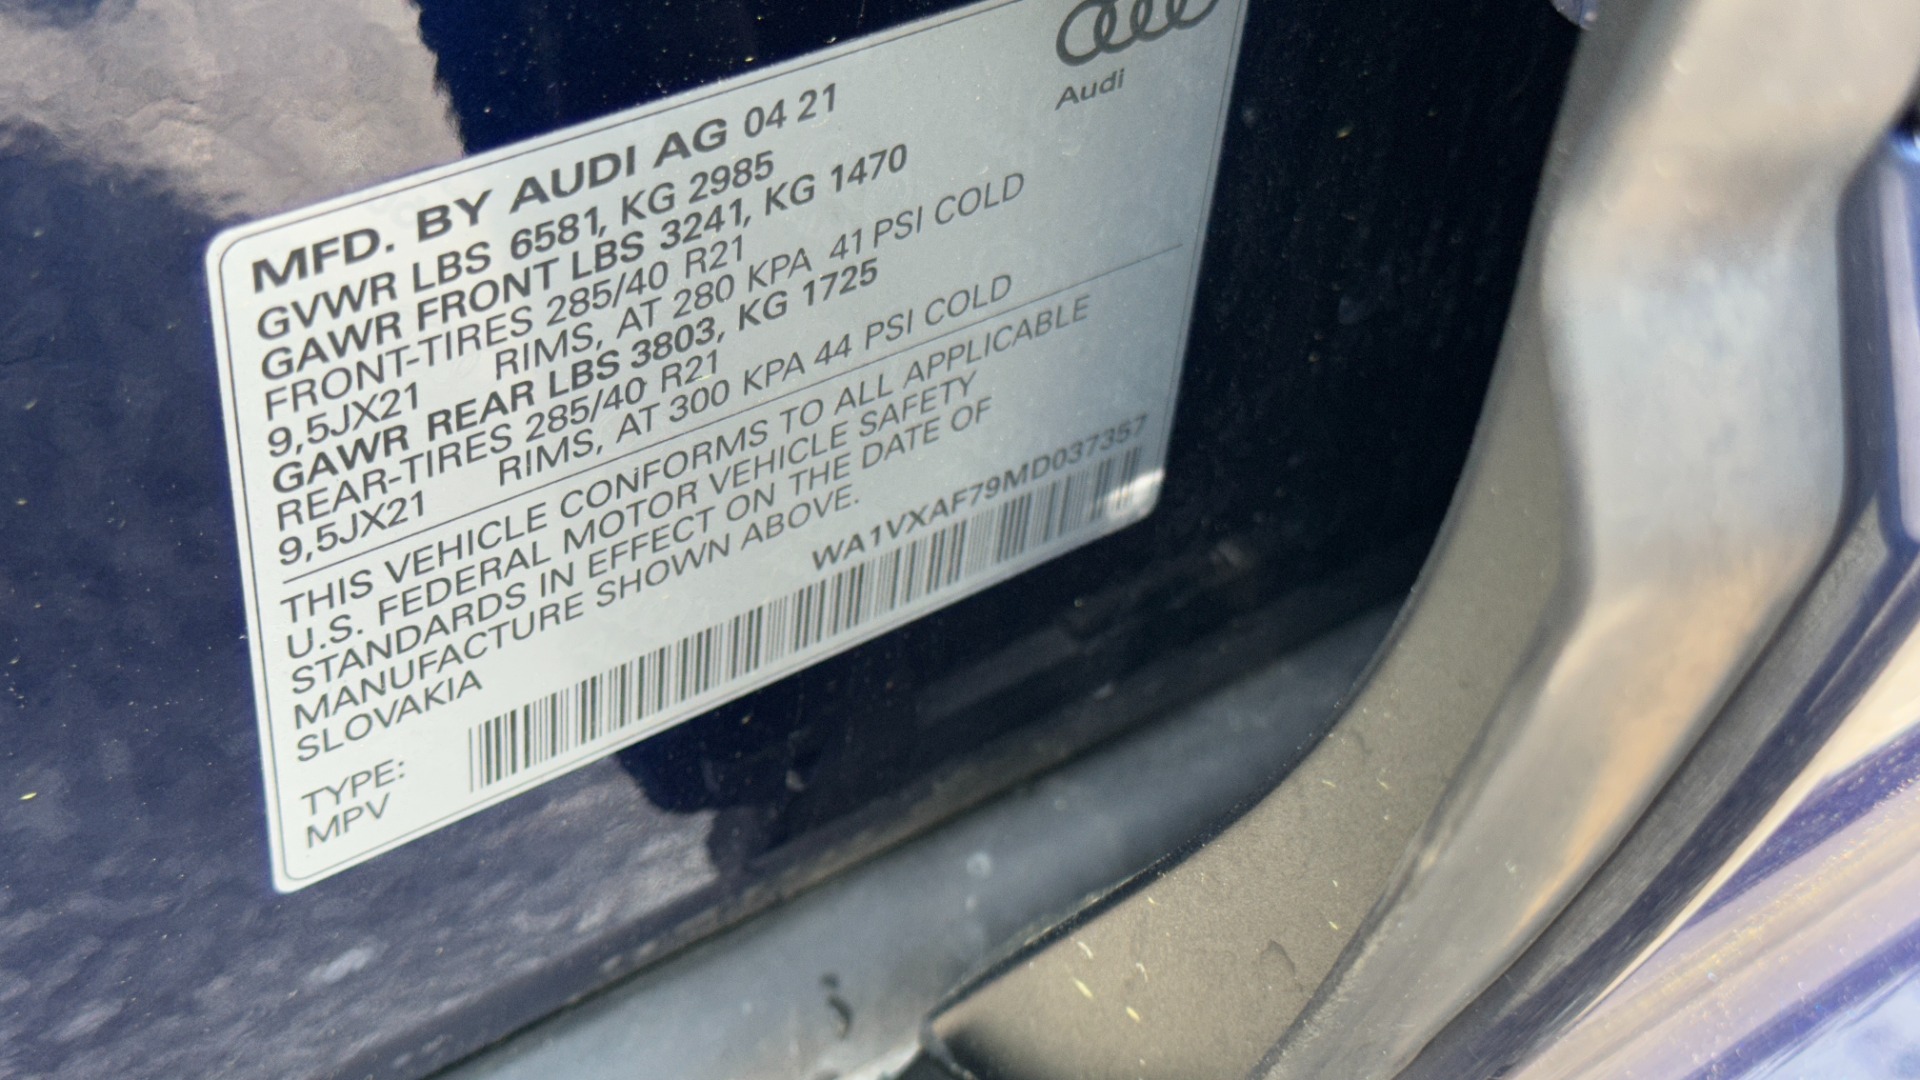 Audi
MFD. BY AUDI AG 04 21
GVWR LBS 6581, KG 2985
GAWR FRONT LBS 3241, KG 1470
FRONT-TIRES 285/40 R21
9,5JX21 RIMS, AT 280 KPA 41 PSI COLD
GAWR REAR LBS 3803, KG 1725
REAR-TIRES 285/40 R21
9,5JX21 RIMS, AT 300 KPA 44 PSI COLD
THIS VEHICLE CONFORMS TO ALL APPLICABLE
U.S. FEDERAL MOTOR VEHICLE SAFETY
STANDARDS IN EFFECT ON THE DATE OF
MANUFACTURE SHOWN ABOVE.
SLOVAKIA
WA1VXAF79MD037357
TYPE:
MPV